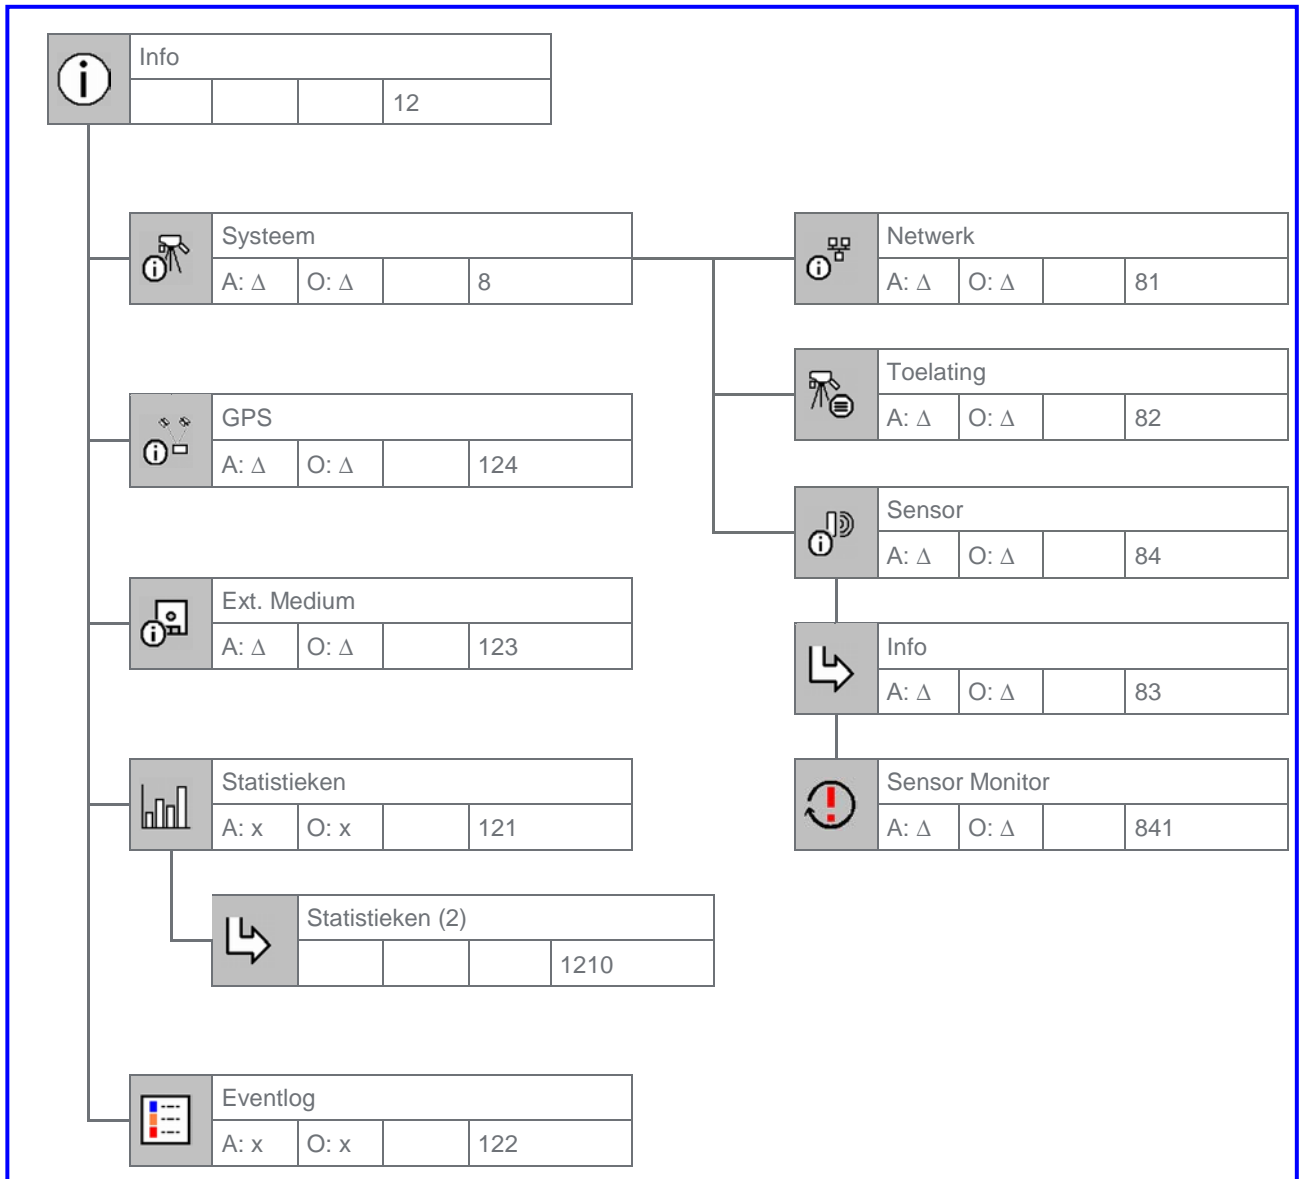 Info
12
Systeem
A: Δ O: Δ 8
Netwerk
A: Δ O: Δ 81
Toelating
A: Δ O: Δ 82
GPS
A: Δ O: Δ 124
Sensor
A: Δ O: Δ 84
Ext. Medium
A: Δ O: Δ 123
Info
A: Δ O: Δ 83
Statistieken
A: x O: x 121
Sensor Monitor
A: Δ O: Δ 841
Statistieken (2)
1210
Eventlog
A: x O: x 122